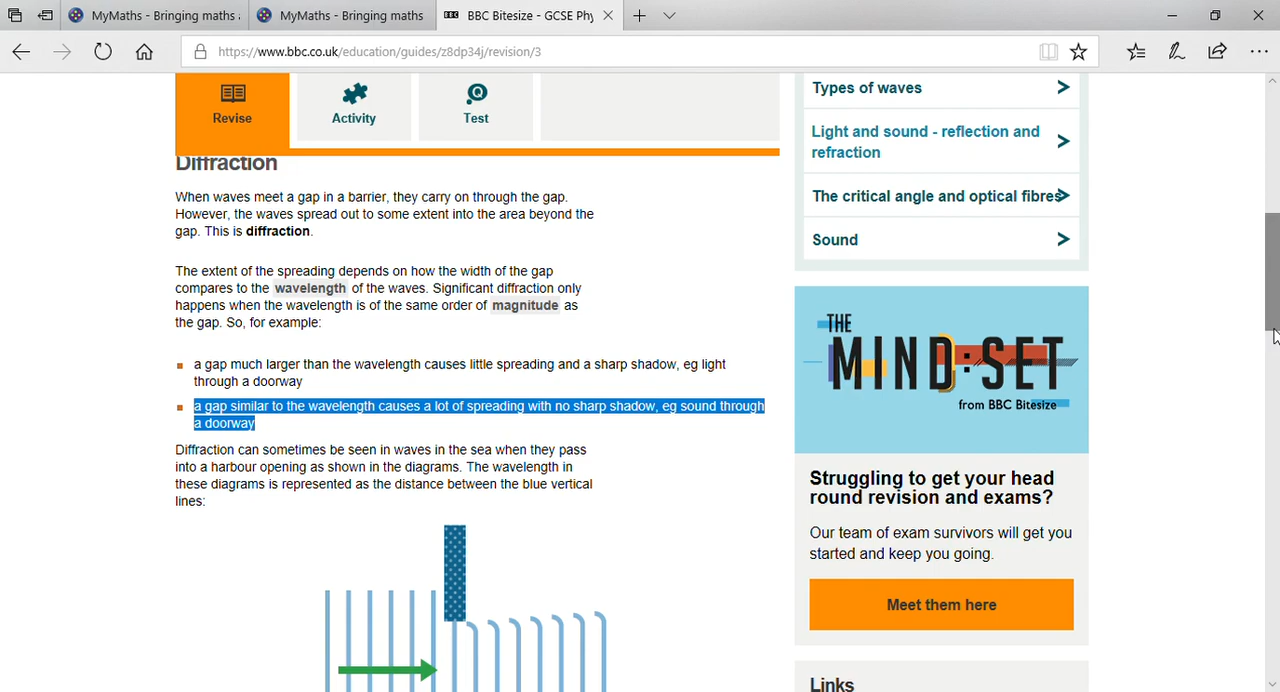 MyMaths - Bringing maths a
MyMaths - Bringing maths
BBC
BBC Bitesize - GCSE Phy
https://www.bbc.co.uk/education/guides/z8dp34j/revision/3
Revise
Activity
Test
Diffraction
When waves meet a gap in a barrier, they carry on through the gap.
However, the waves spread out to some extent into the area beyond the
gap. This is diffraction.
The extent of the spreading depends on how the width of the gap
compares to the wavelength of the waves. Significant diffraction only
happens when the wavelength is of the same order of magnitude as
the gap. So, for example:
a gap much larger than the wavelength causes little spreading and a sharp shadow, eg light
through a doorway
a gap similar to the wavelength causes a lot of spreading with no sharp shadow, eg sound through
a doorway
Diffraction can sometimes be seen in waves in the sea when they pass
into a harbour opening as shown in the diagrams. The wavelength in
these diagrams is represented as the distance between the blue vertical
lines:
Types of waves
Light and sound - reflection and
refraction
The critical angle and optical fibres
Sound
THE
MIND:SET
from BBC Bitesize
Struggling to get your head
round revision and exams?
Our team of exam survivors will get you
started and keep you going.
Meet them here
Links